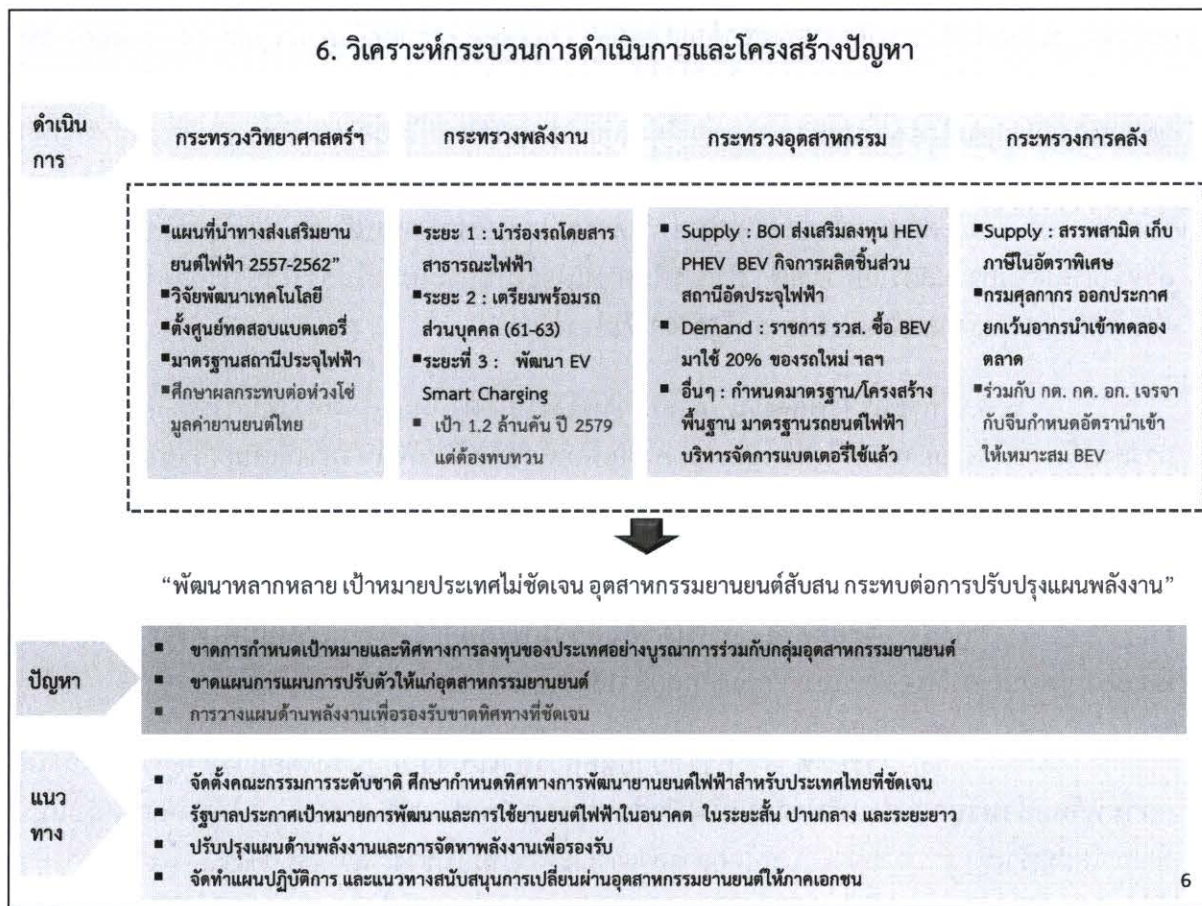 6. วิเคราะห์กระบวนการดำเนินการและโครงสร้างปัญหา
ดำเนิน
การ
กระทรวงวิทยาศาสตร์ฯ
กระทรวงพลังงาน
กระทรวงอุตสาหกรรม
กระทรวงการคลัง
▪แผนที่นำทางส่งเสริมยาน
ยนต์ไฟฟ้า 2557-2562”
▪วิจัยพัฒนาเทคโนโลยี
▪ตั้งศูนย์ทดสอบแบตเตอรี่
▪มาตรฐานสถานีประจุไฟฟ้า
▪ศึกษาผลกระทบต่อห่วงโซ่
มูลค่ายานยนต์ไทย
▪ระยะ 1 : นำร่องรถโดยสาร
สาธารณะไฟฟ้า
▪ระยะ 2 : เตรียมพร้อมรถ
ส่วนบุคคล (61-63)
▪ระยะที่ 3 : พัฒนา EV
Smart Charging
▪ เป้า 1.2 ล้านคัน ปี 2579
แต่ต้องทบทวน
▪ Supply : BOI ส่งเสริมลงทุน HEV
PHEV BEV กิจการผลิตชิ้นส่วน
สถานีอัดประจุไฟฟ้า
▪ Demand : ราชการ รวส. ซื้อ BEV
มาใช้ 20% ของรถใหม่ ฯลฯ
▪ อื่นๆ : กำหนดมาตรฐาน/โครงสร้าง
พื้นฐาน มาตรฐานรถยนต์ไฟฟ้า
บริหารจัดการแบตเตอรี่ใช้แล้ว
▪Supply : สรรพสามิต เก็บ
ภาษีในอัตราพิเศษ
▪กรมศุลกากร ออกประกาศ
ยกเว้นอากรนำเข้าทดลอง
ตลาด
▪ร่วมกับ กต. กค. อก. เจรจา
กับจีนกำหนดอัตรานำเข้า
ให้เหมาะสม BEV
“พัฒนาหลากหลาย เป้าหมายประเทศไม่ชัดเจน อุตสาหกรรมยานยนต์สับสน กระทบต่อการปรับปรุงแผนพลังงาน”
ปัญหา
▪ ขาดการกำหนดเป้าหมายและทิศทางการลงทุนของประเทศอย่างบูรณาการร่วมกับกลุ่มอุตสาหกรรมยานยนต์
▪ ขาดแผนการแผนการปรับตัวให้แก่อุตสาหกรรมยานยนต์
▪ การวางแผนด้านพลังงานเพื่อรองรับขาดทิศทางที่ชัดเจน
แนว
ทาง
▪ จัดตั้งคณะกรรมการระดับชาติ ศึกษากำหนดทิศทางการพัฒนายานยนต์ไฟฟ้าสำหรับประเทศไทยที่ชัดเจน
▪ รัฐบาลประกาศเป้าหมายการพัฒนาและการใช้ยานยนต์ไฟฟ้าในอนาคต ในระยะสั้น ปานกลาง และระยะยาว
▪ ปรับปรุงแผนด้านพลังงานและการจัดหาพลังงานเพื่อรองรับ
▪ จัดทำแผนปฏิบัติการ และแนวทางสนับสนุนการเปลี่ยนผ่านอุตสาหกรรมยานยนต์ให้ภาคเอกชน
6